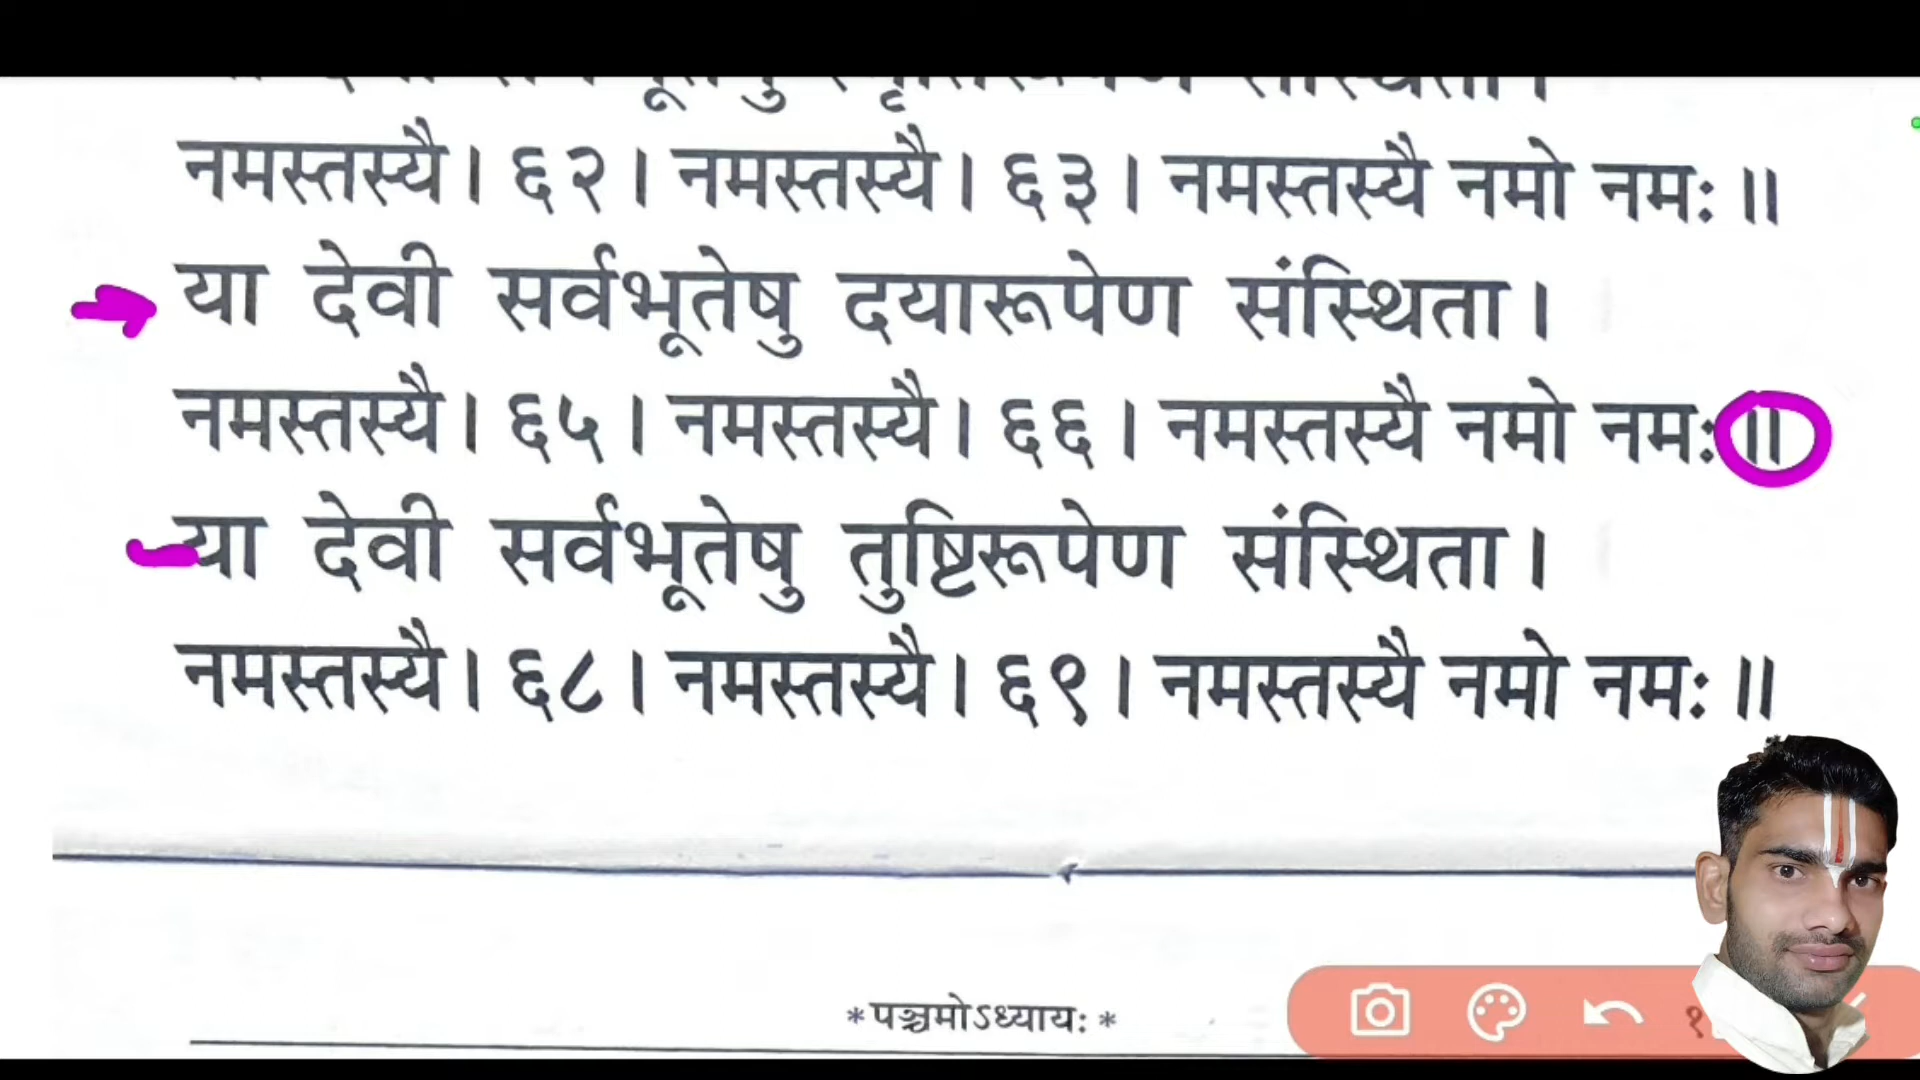 नमस्तस्यै। ६२। नमस्तस्यै। ६३। नमस्तस्यै नमो नमः॥
या देवी सर्वभूतेषु दयारूपेण संस्थिता।
नमस्तस्यै। ६५। नमस्तस्यै। ६६। नमस्तस्यै नमो नमः॥
या देवी सर्वभूतेषु तुष्टिरूपेण संस्थिता।
नमस्तस्यै। ६८। नमस्तस्यै। ६९। नमस्तस्यै नमो नमः॥
*पञ्चमोऽध्यायः*